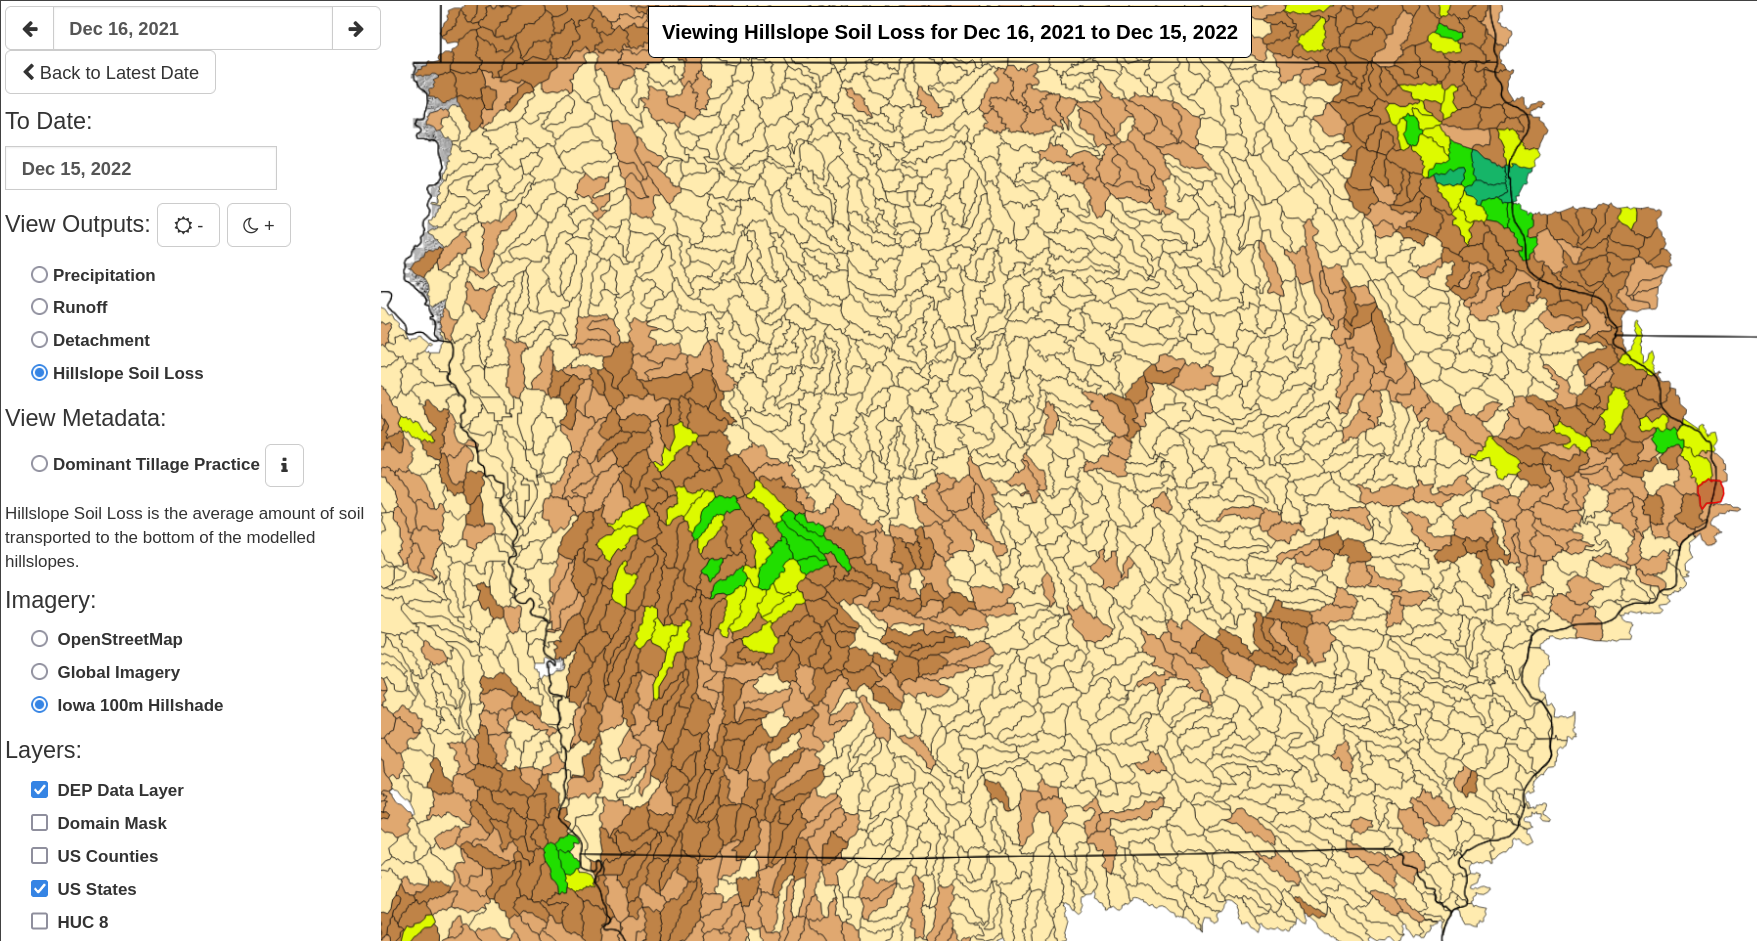 Dec 16, 2021
Back to Latest Date
To Date:
Dec 15, 2022
View Outputs: - +
Precipitation
Runoff
Detachment
Hillslope Soil Loss
View Metadata:
Dominant Tillage Practice i
Hillslope Soil Loss is the average amount of soil
transported to the bottom of the modelled
hillslopes.
Imagery:
OpenStreetMap
Global Imagery
Iowa 100m Hillshade
Layers:
DEP Data Layer
Domain Mask
US Counties
US States
HUC 8
Viewing Hillslope Soil Loss for Dec 16, 2021 to Dec 15, 2022